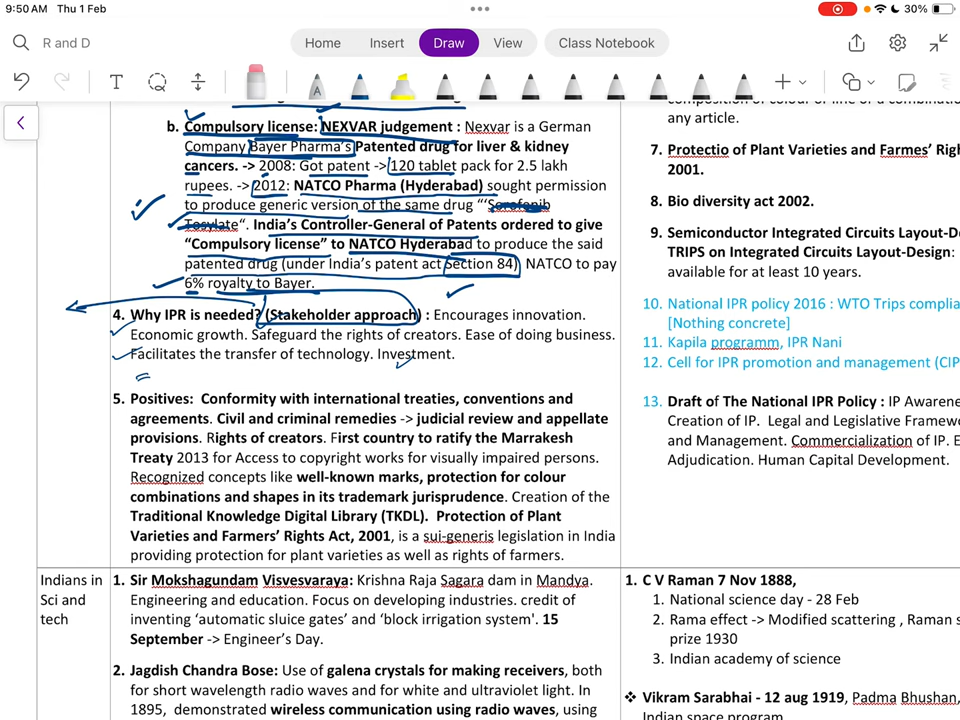 9:50 AM Thu 1 Feb
30%
R and D
Home Insert Draw View Class Notebook
T
A
b. Compulsory license: NEXVAR judgement : Nexvar is a German
Company Bayer Pharma's Patented drug for liver & kidney
cancers. -> 2008: Got patent -> 120 tablet pack for 2.5 lakh
rupees. -> 2012: NATCO Pharma (Hyderabad) sought permission
to produce generic version of the same drug "'Sorofenib
Tosylate". India's Controller-General of Patents ordered to give
"Compulsory license" to NATCO Hyderabad to produce the said
patented drug (under India's patent act Section 84) NATCO to pay
6% royalty to Bayer.
4. Why IPR is needed? (Stakeholder approach) : Encourages innovation.
Economic growth. Safeguard the rights of creators. Ease of doing business.
Facilitates the transfer of technology. Investment.
5. Positives: Conformity with international treaties, conventions and
agreements. Civil and criminal remedies -> judicial review and appellate
provisions. Rights of creators. First country to ratify the Marrakesh
Treaty 2013 for Access to copyright works for visually impaired persons.
Recognized concepts like well-known marks, protection for colour
combinations and shapes in its trademark jurisprudence. Creation of the
Traditional Knowledge Digital Library (TKDL). Protection of Plant
Varieties and Farmers' Rights Act, 2001, is a sui-generis legislation in India
providing protection for plant varieties as well as rights of farmers.
any article.
7. Protectio of Plant Varieties and Farmes' Righ
2001.
8. Bio diversity act 2002.
9. Semiconductor Integrated Circuits Layout-De
TRIPS on Integrated Circuits Layout-Design:
available for at least 10 years.
10. National IPR policy 2016 : WTO Trips complia
[Nothing concrete]
11. Kapila programm, IPR Nani
12. Cell for IPR promotion and management (CIP
13. Draft of The National IPR Policy : IP Awarene
Creation of IP. Legal and Legislative Framewo
and Management. Commercialization of IP. E
Adjudication. Human Capital Development.
Indians in
Sci and
tech
1. Sir Mokshagundam Visvesvaraya: Krishna Raja Sagara dam in Mandya.
Engineering and education. Focus on developing industries. credit of
inventing 'automatic sluice gates' and 'block irrigation system'. 15
September -> Engineer's Day.
2. Jagdish Chandra Bose: Use of galena crystals for making receivers, both
for short wavelength radio waves and for white and ultraviolet light. In
1895, demonstrated wireless communication using radio waves, using
1. C V Raman 7 Nov 1888,
1. National science day - 28 Feb
2. Rama effect -> Modified scattering , Raman s
prize 1930
3. Indian academy of science
❖ Vikram Sarabhai - 12 aug 1919, Padma Bhushan,
Indian space program